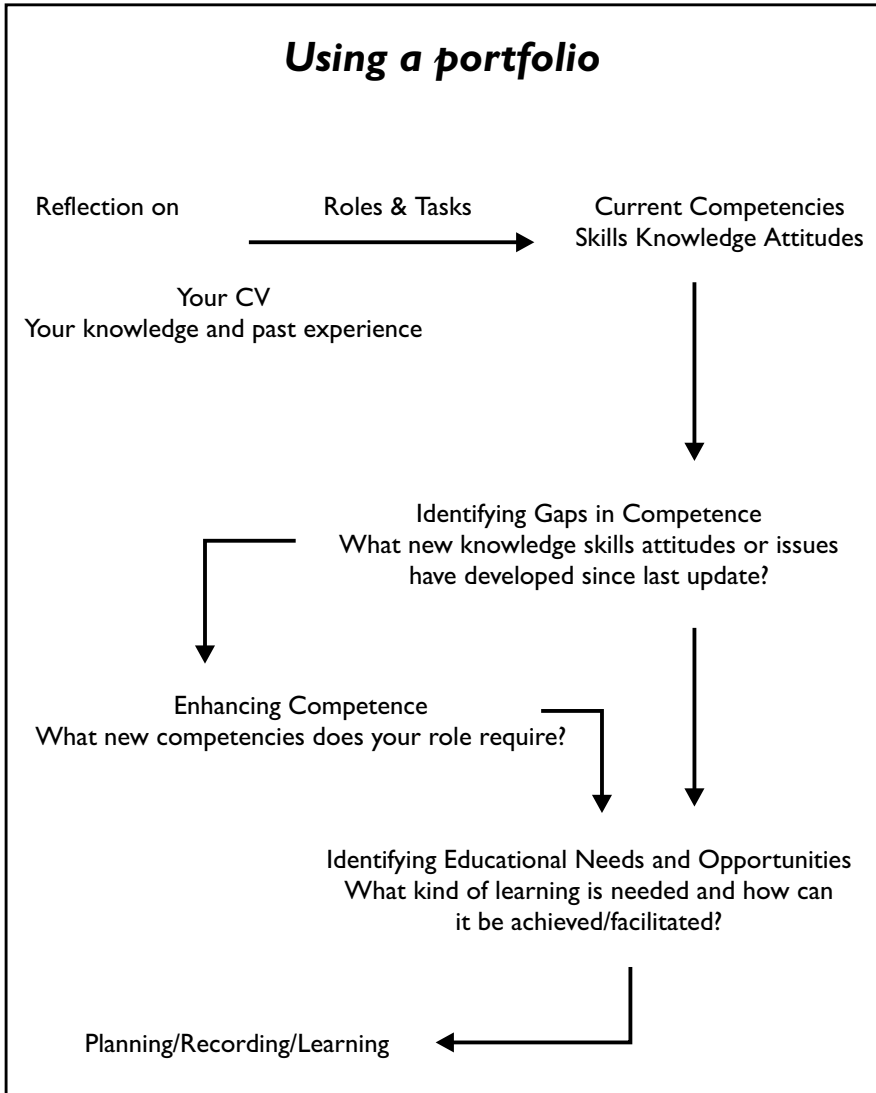 Using a portfolio
Reflection on
Roles & Tasks
Current Competencies
Skills Knowledge Attitudes
Your CV
Your knowledge and past experience
Identifying Gaps in Competence
What new knowledge skills attitudes or issues
have developed since last update?
Enhancing Competence
What new competencies does your role require?
Identifying Educational Needs and Opportunities
What kind of learning is needed and how can
it be achieved/facilitated?
Planning/Recording/Learning